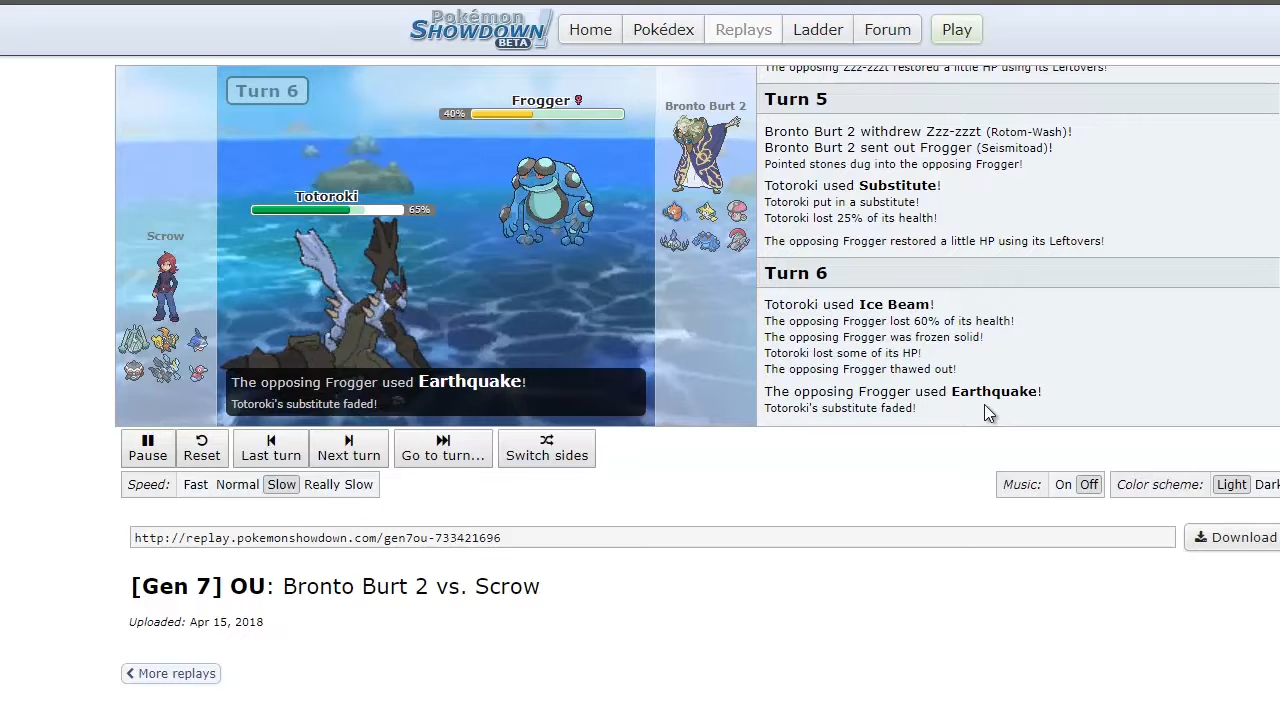 Pokémon
SHOWDOWN!
BETA
Home
Pokédex
Replays
Ladder
Forum
Play
Turn 6
Frogger
40%
Bronto Burt 2
Totoroki
65%
Scrow
The opposing Frogger used Earthquake!
Totoroki's substitute faded!
The opposing Zzz-zzzt restored a little HP using its Leftovers!
Turn 5
Bronto Burt 2 withdrew Zzz-zzzt (Rotom-Wash)!
Bronto Burt 2 sent out Frogger (Seismitoad)!
Pointed stones dug into the opposing Frogger!
Totoroki used Substitute!
Totoroki put in a substitute!
Totoroki lost 25% of its health!
The opposing Frogger restored a little HP using its Leftovers!
Turn 6
Totoroki used Ice Beam!
The opposing Frogger lost 60% of its health!
The opposing Frogger was frozen solid!
Totoroki lost some of its HP!
The opposing Frogger thawed out!
The opposing Frogger used Earthquake!
Totoroki's substitute faded!
Pause
Reset
Last turn
Next turn
Go to turn...
Switch sides
Speed: Fast Normal Slow Really Slow
Music: On Off
Color scheme: Light Dark
http://replay.pokemonshowdown.com/gen7ou-733421696
Download
[Gen 7] OU: Bronto Burt 2 vs. Scrow
Uploaded: Apr 15, 2018
More replays